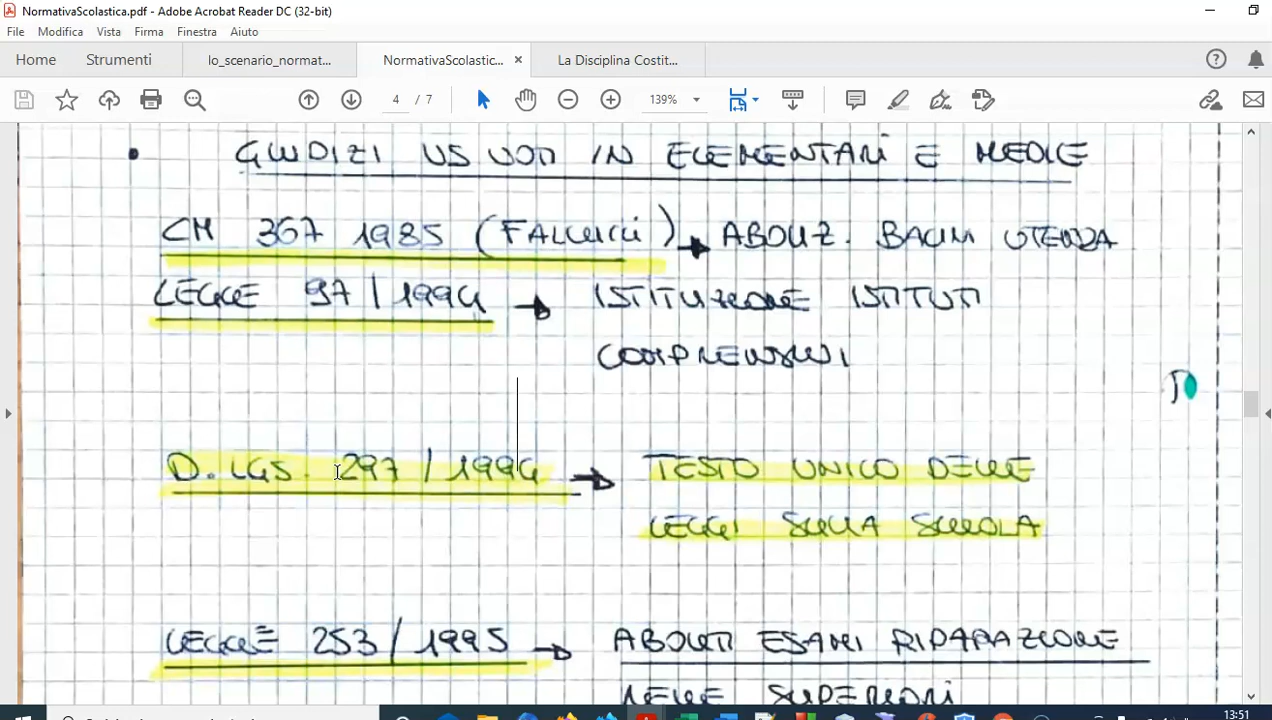 NormativaScolastica.pdf - Adobe Acrobat Reader DC (32-bit)
File Modifica Vista Firma Finestra Aiuto
Home Strumenti lo_scenario_normat... NormativaScolastic... × La Disciplina Costit...
4 / 7 139%
• GIUDIZI VS VOTI IN ELEMENTARI E MEDIE
CM 367 1985 (FALCUCCI) → ABOLIZ. BACINI UTENZA
LEGGE 97/1994 → ISTITUZIONE ISTITUTI
COMPRENSIVI
D. LGS. 297/1994 → TESTO UNICO DELLE
LEGGI SULLA SCUOLA
LEGGE 253/1995 → ABOLITI ESAMI RIPARAZIONE
NELLE SUPERIORI
13:51